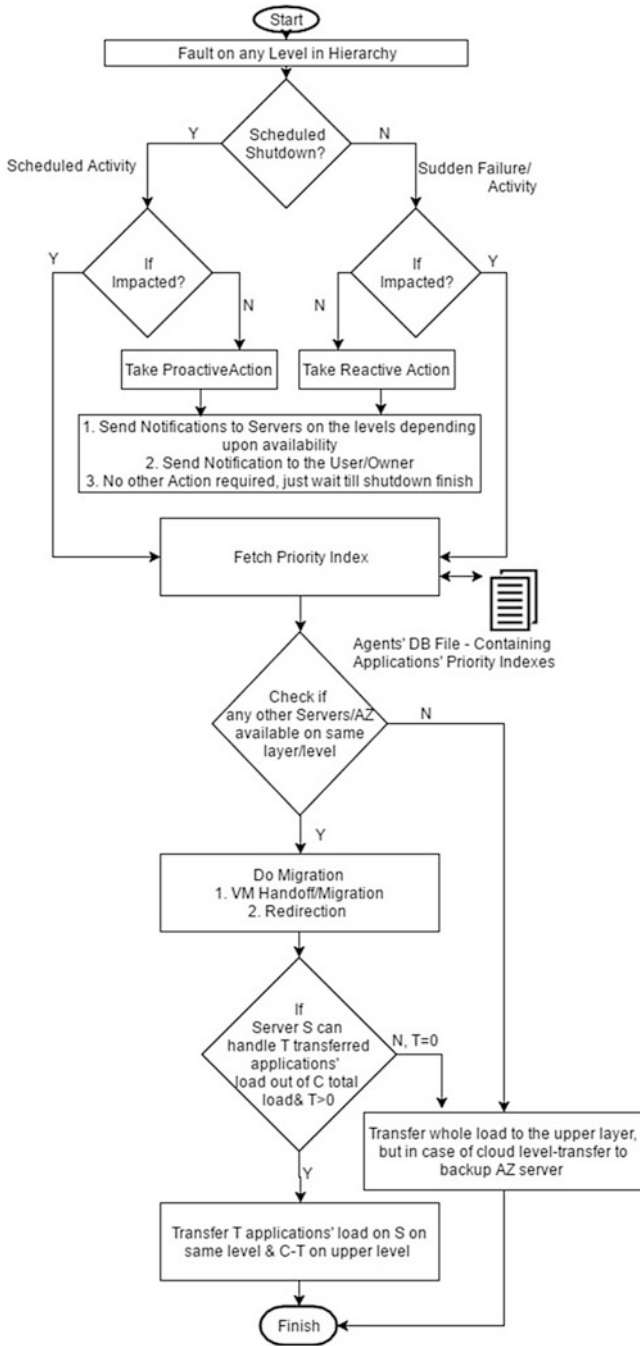 Start
Fault on any Level in Hierarchy
Y
Scheduled
Shutdown?
N
Scheduled Activity
Sudden Failure/
Activity
Y
If
Impacted?
N
If
Impacted?
Y
N
Take ProactiveAction
Take Reactive Action
1. Send Notifications to Servers on the levels depending
upon availability
2. Send Notification to the User/Owner
3. No other Action required, just wait till shutdown finish
Fetch Priority Index
Agents' DB File - Containing
Applications' Priority Indexes
Check if
any other Servers/AZ
available on same
layer/level
N
Y
Do Migration
1. VM Handoff/Migration
2. Redirection
If
Server S can
handle T transferred
applications'
load out of C total
load& T>0
N, T=0
Y
Transfer whole load to the upper layer,
but in case of cloud level-transfer to
backup AZ server
Transfer T applications' load on S on
same level & C-T on upper level
Finish